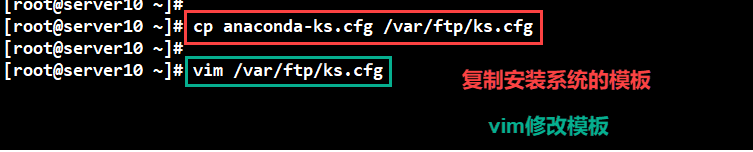 [root@server10 ~]#
[root@server10 ~]# cp anaconda-ks.cfg /var/ftp/ks.cfg
[root@server10 ~]#
[root@server10 ~]# vim /var/ftp/ks.cfg
复制安装系统的模板
vim修改模板